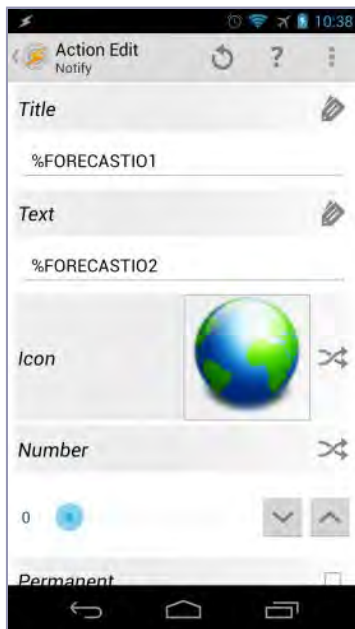 10:38
Action Edit
Notify
?
Title
%FORECASTIO1
Text
%FORECASTIO2
Icon
Number
0
Permanent